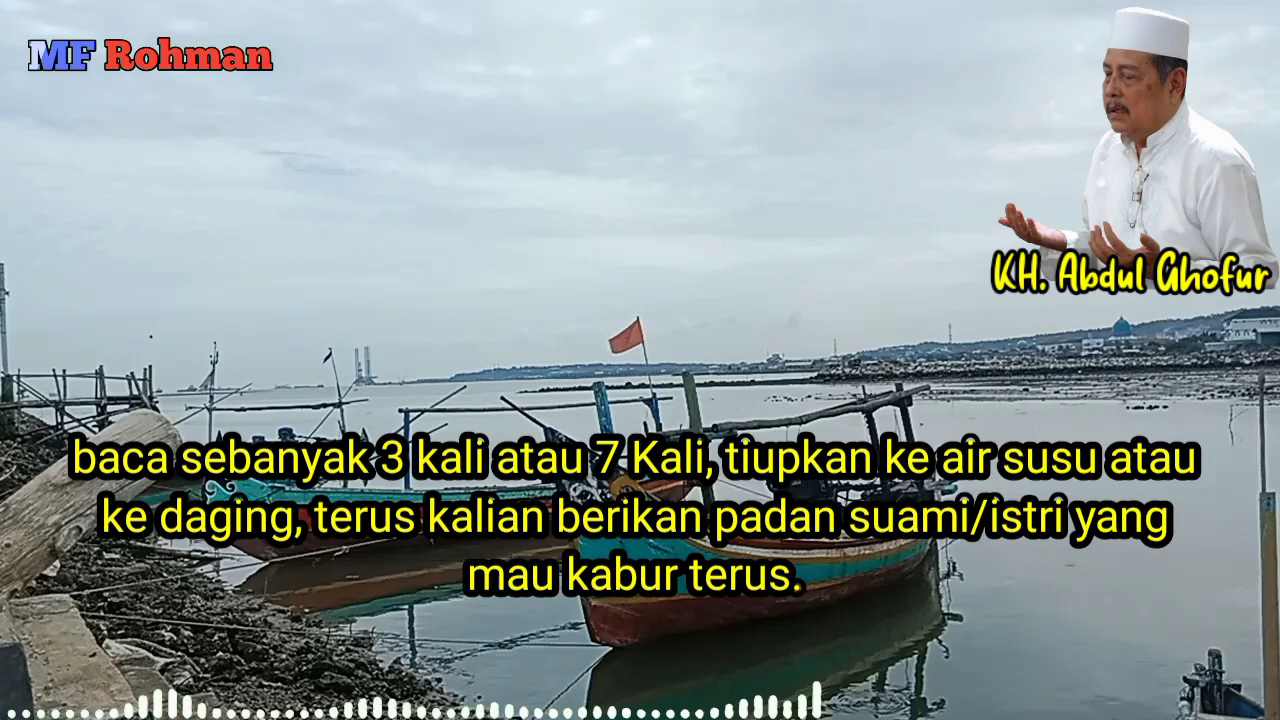 MF Rohman
KH. Abdul Ghofur
baca sebanyak 3 kali atau 7 Kali, tiupkan ke air susu atau
ke daging, terus kalian berikan padan suami/istri yang
mau kabur terus.